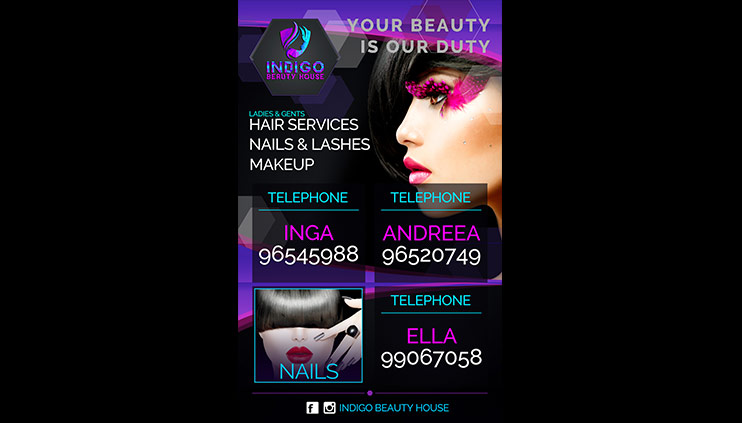 YOUR BEAUTY
IS OUR DUTY
INDIGO
BEAUTY HOUSE
LADIES & GENTS
HAIR SERVICES
NAILS & LASHES
MAKEUP
TELEPHONE
INGA
96545988
TELEPHONE
ANDREEA
96520749
NAILS
TELEPHONE
ELLA
99067058
INDIGO BEAUTY HOUSE